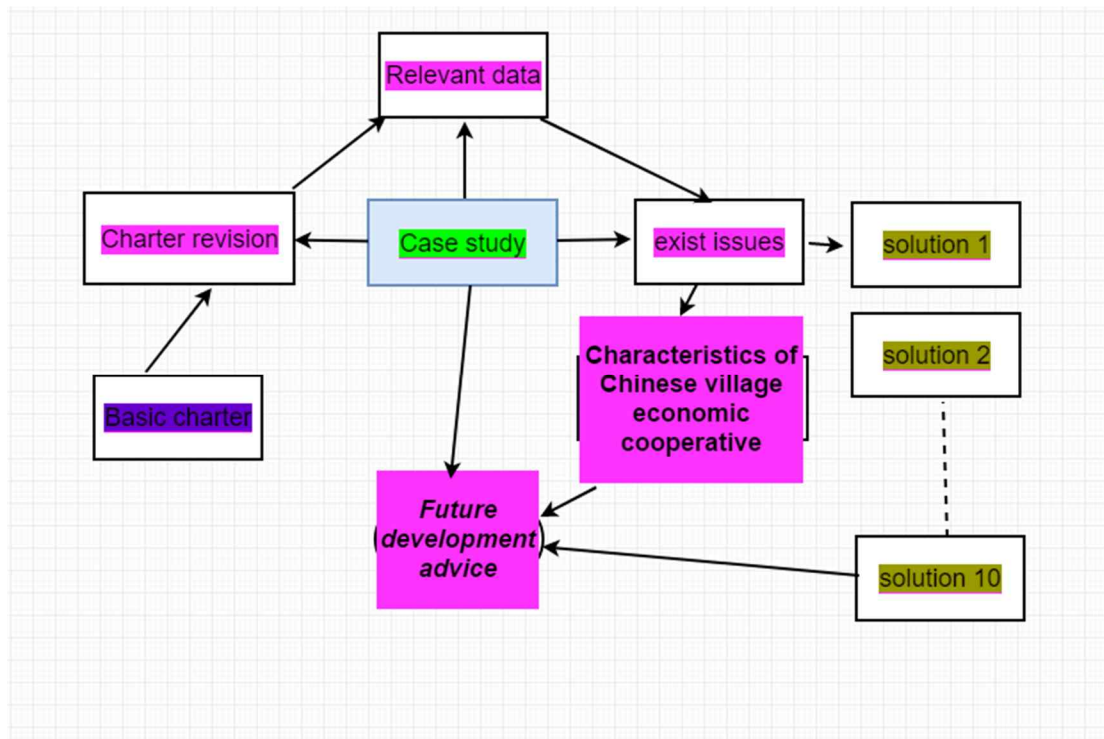 Relevant data
Charter revision
Case study
exist issues
solution 1
solution 2
Characteristics of
Chinese village
economic
cooperative
Basic charter
Future
development
advice
solution 10